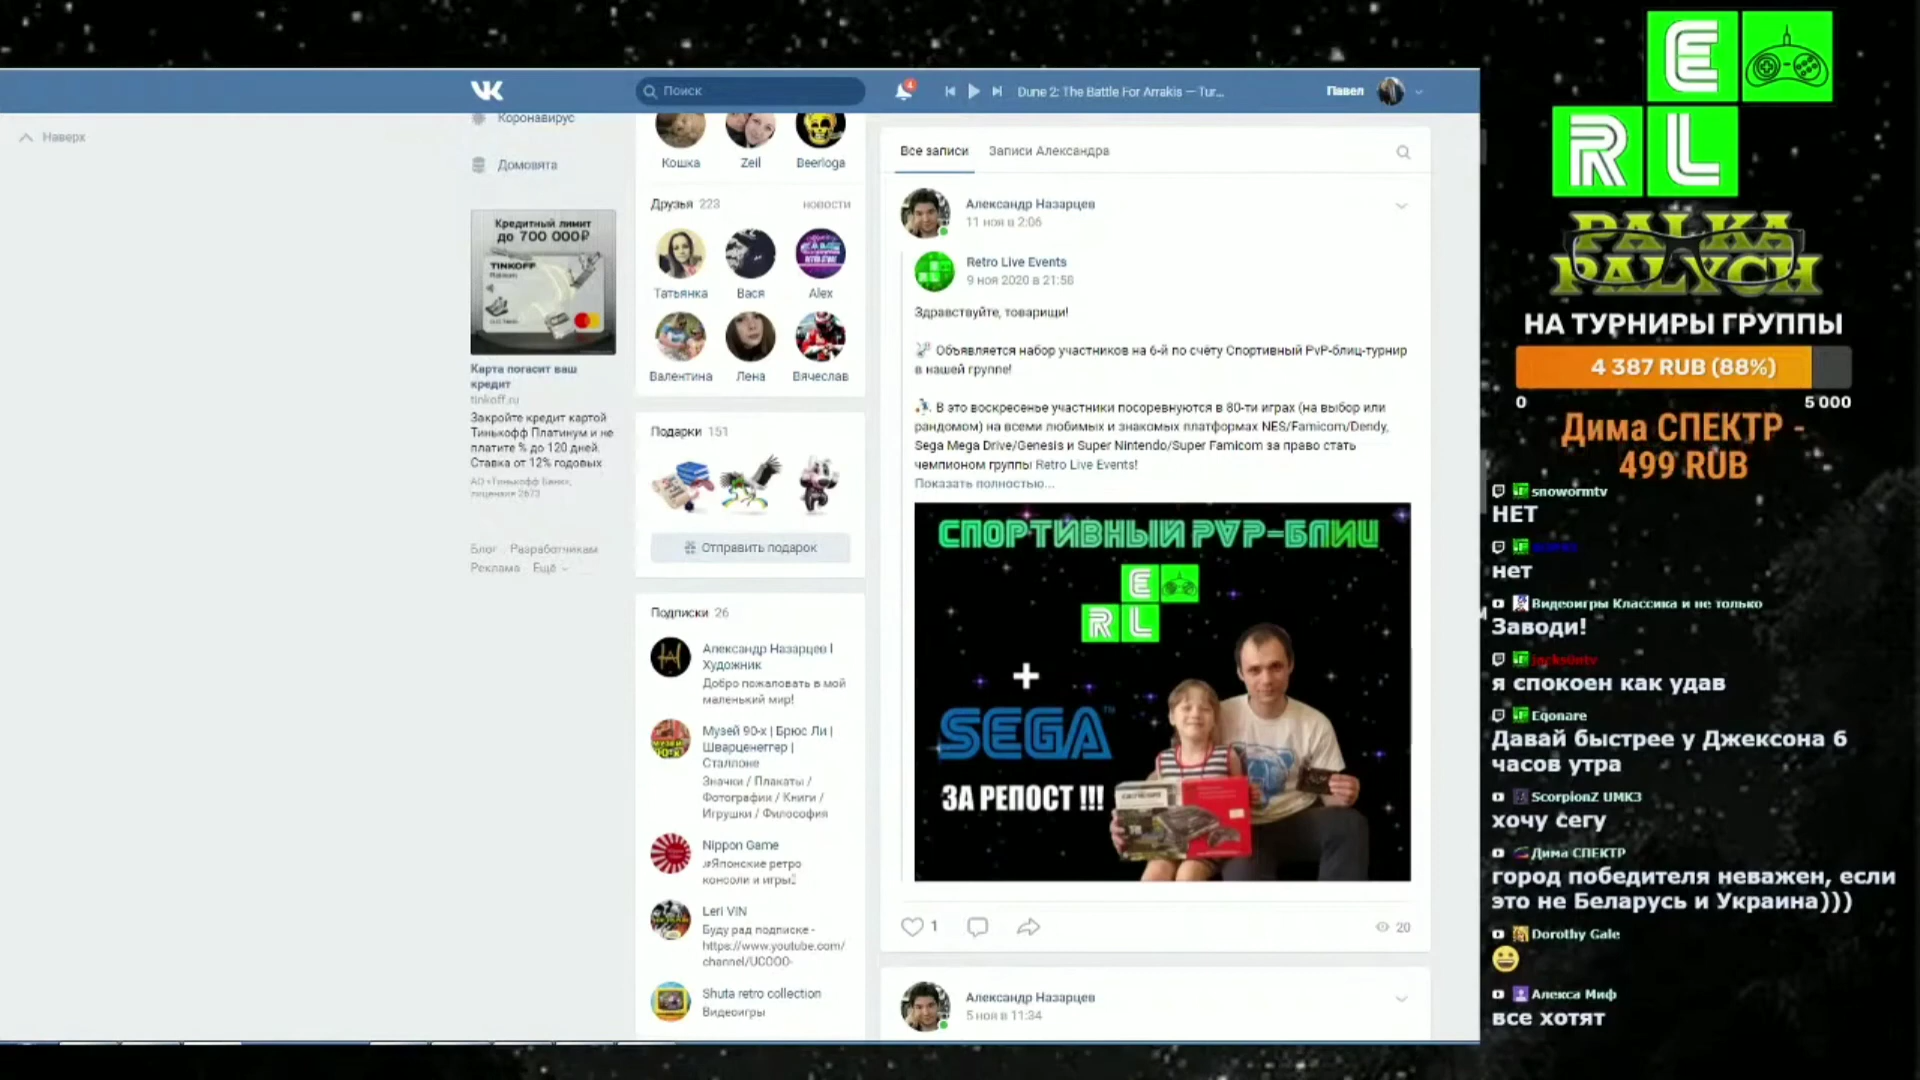 VK
Поиск
4
Dune 2: The Battle For Arrakis — Tur...
Павел
Наверх
Коронавирус
Домовята
Кредитный лимит
до 700 000₽
TINKOFF
Карта погасит ваш
кредит
tinkoff.ru
Закройте кредит картой
Тинькофф Платинум и не
платите % до 120 дней.
Ставка от 12% годовых
АО «Тинькофф Банк»,
лицензия 2673
Блог Разработчикам
Реклама Ещё
Кошка Zell Beerloga
Друзья 223 новости
Татьянка Вася Alex
Валентина Лена Вячеслав
Подарки 151
Отправить подарок
Подписки 26
Александр Назарцев |
Художник
Добро пожаловать в мой
маленький мир!
Музей 90-х | Брюс Ли |
Шварценеггер |
Сталлоне
Значки / Плакаты /
Фотографии / Книги /
Игрушки / Философия
Nippon Game
#Японские ретро
консоли и игры
Leri VIN
Буду рад подписке -
https://www.youtube.com/
channel/UCOOO-
Shuta retro collection
Видеоигры
Все записи Записи Александра
Александр Назарцев
11 ноя в 2:06
Retro Live Events
9 ноя 2020 в 21:58
Здравствуйте, товарищи!
Объявляется набор участников на 6-й по счёту Спортивный PvP-блиц-турнир
в нашей группе!
В это воскресенье участники посоревнуются в 80-ти играх (на выбор или
рандомом) на всеми любимых и знакомых платформах NES/Famicom/Dendy,
Sega Mega Drive/Genesis и Super Nintendo/Super Famicom за право стать
чемпионом группы Retro Live Events!
Показать полностью...
СПОРТИВНЫЙ PVP-БЛИЦ
E
RL
+
SEGA™
ЗА РЕПОСТ !!!
1
20
Александр Назарцев
5 ноя в 11:34
E
RL
PALKA
PALYCH
НА ТУРНИРЫ ГРУППЫ
4 387 RUB (88%)
0 5 000
Дима СПЕКТР -
499 RUB
snowormtv
НЕТ
нет
Видеоигры Классика и не только
Заводи!
jacks0ntv
я спокоен как удав
Eqonare
Давай быстрее у Джексона 6
часов утра
ScorpionZ UMK3
хочу сегу
Дима СПЕКТР
город победителя неважен, если
это не Беларусь и Украина)))
Dorothy Gale
Алекса Миф
все хотят